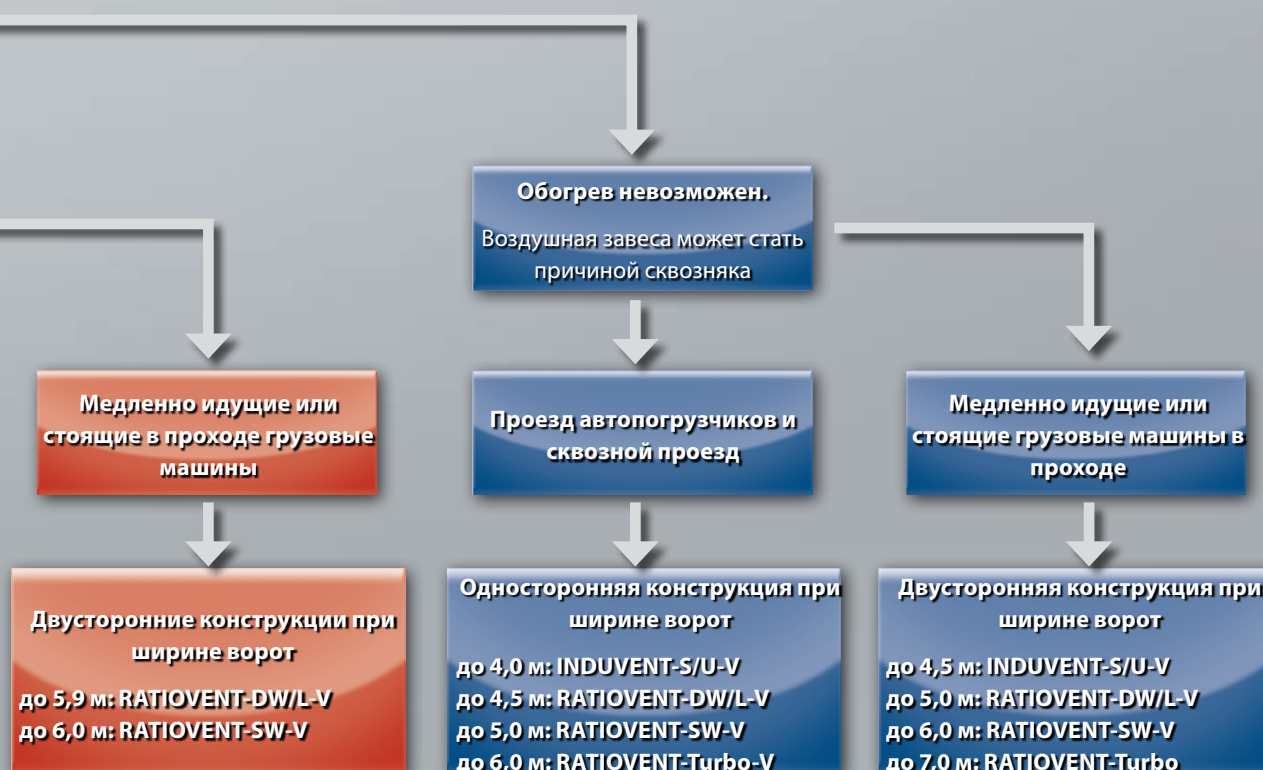 Обогрев невозможен.
Воздушная завеса может стать
причиной сквозняка
Медленно идущие или
стоящие в проходе грузовые
машины
Проезд автопогрузчиков и
сквозной проезд
Медленно идущие или
стоящие грузовые машины в
проходе
Двусторонние конструкции при
ширине ворот
до 5,9 м: RATIOVENT-DW/L-V
до 6,0 м: RATIOVENT-SW-V
Односторонняя конструкция при
ширине ворот
до 4,0 м: INDUVENT-S/U-V
до 4,5 м: RATIOVENT-DW/L-V
до 5,0 м: RATIOVENT-SW-V
до 6,0 м: RATIOVENT-Turbo-V
Двусторонняя конструкция при
ширине ворот
до 4,5 м: INDUVENT-S/U-V
до 5,0 м: RATIOVENT-DW/L-V
до 6,0 м: RATIOVENT-SW-V
до 7,0 м: RATIOVENT-Turbo